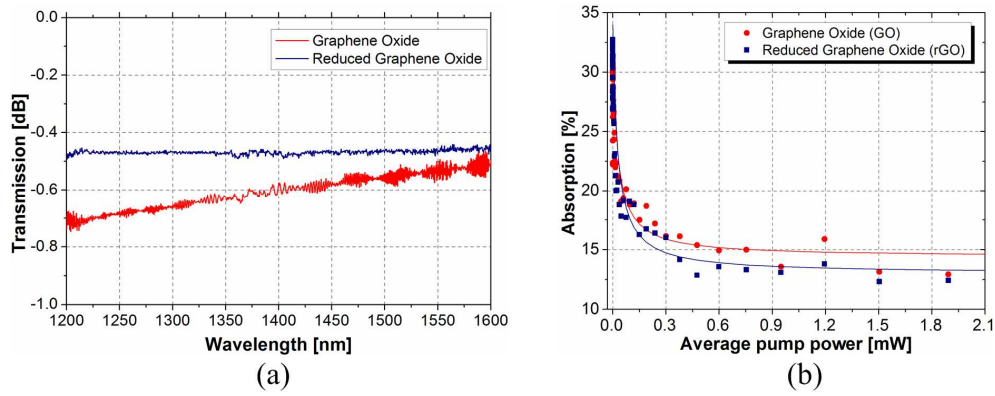 0.0
-0.2
-0.4
-0.6
-0.8
-1.0
Transmission [dB]
Graphene Oxide
Reduced Graphene Oxide
1200 1250 1300 1350 1400 1450 1500 1550 1600
Wavelength [nm]
(a)
35
30
25
20
15
10
Absorption [%]
Graphene Oxide (GO)
Reduced Graphene Oxide (rGO)
0.0 0.3 0.6 0.9 1.2 1.5 1.8 2.1
Average pump power [mW]
(b)